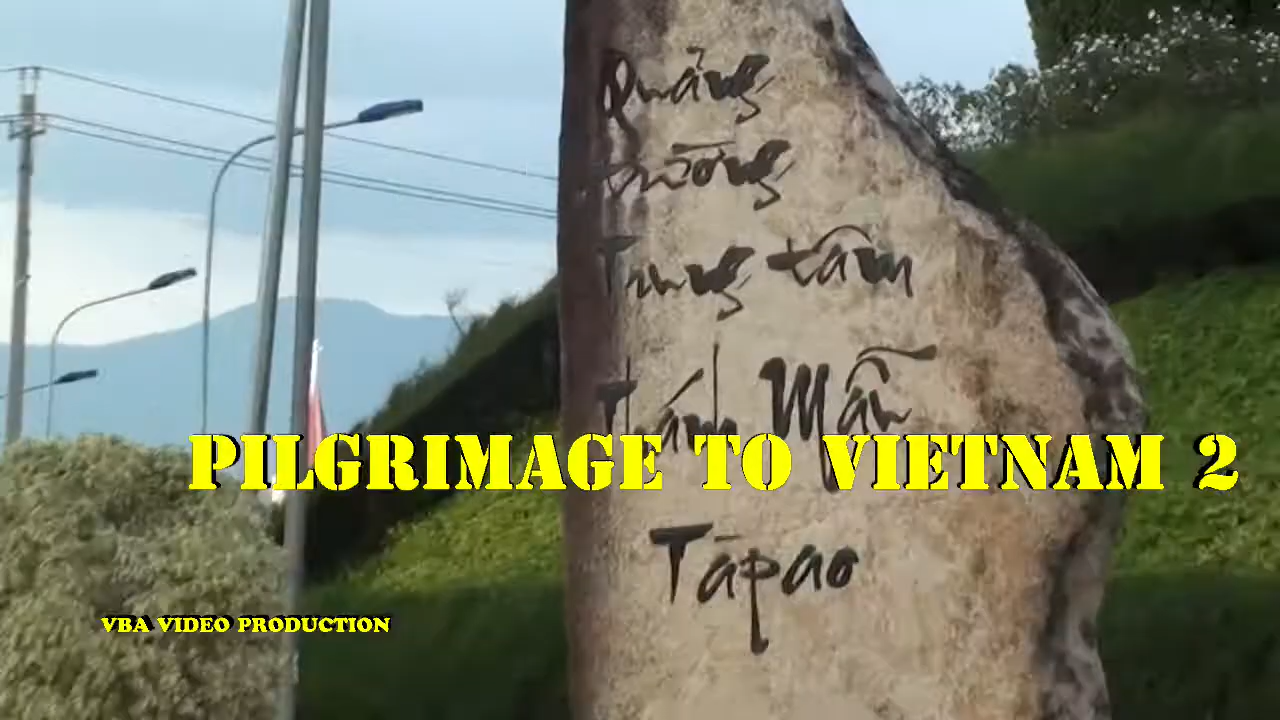 Quảng
trường
Trung tâm
Thánh Mẫu
PILGRIMAGE TO VIETNAM 2
Tàpao
VBA VIDEO PRODUCTION